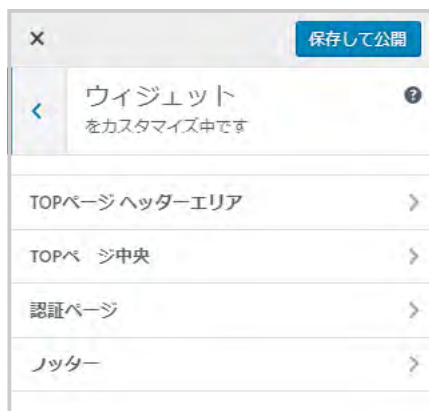 ×
保存して公開
ウィジェット
をカスタマイズ中です
TOPページ ヘッダーエリア
TOPペ ジ中央
認証ページ
ノッター